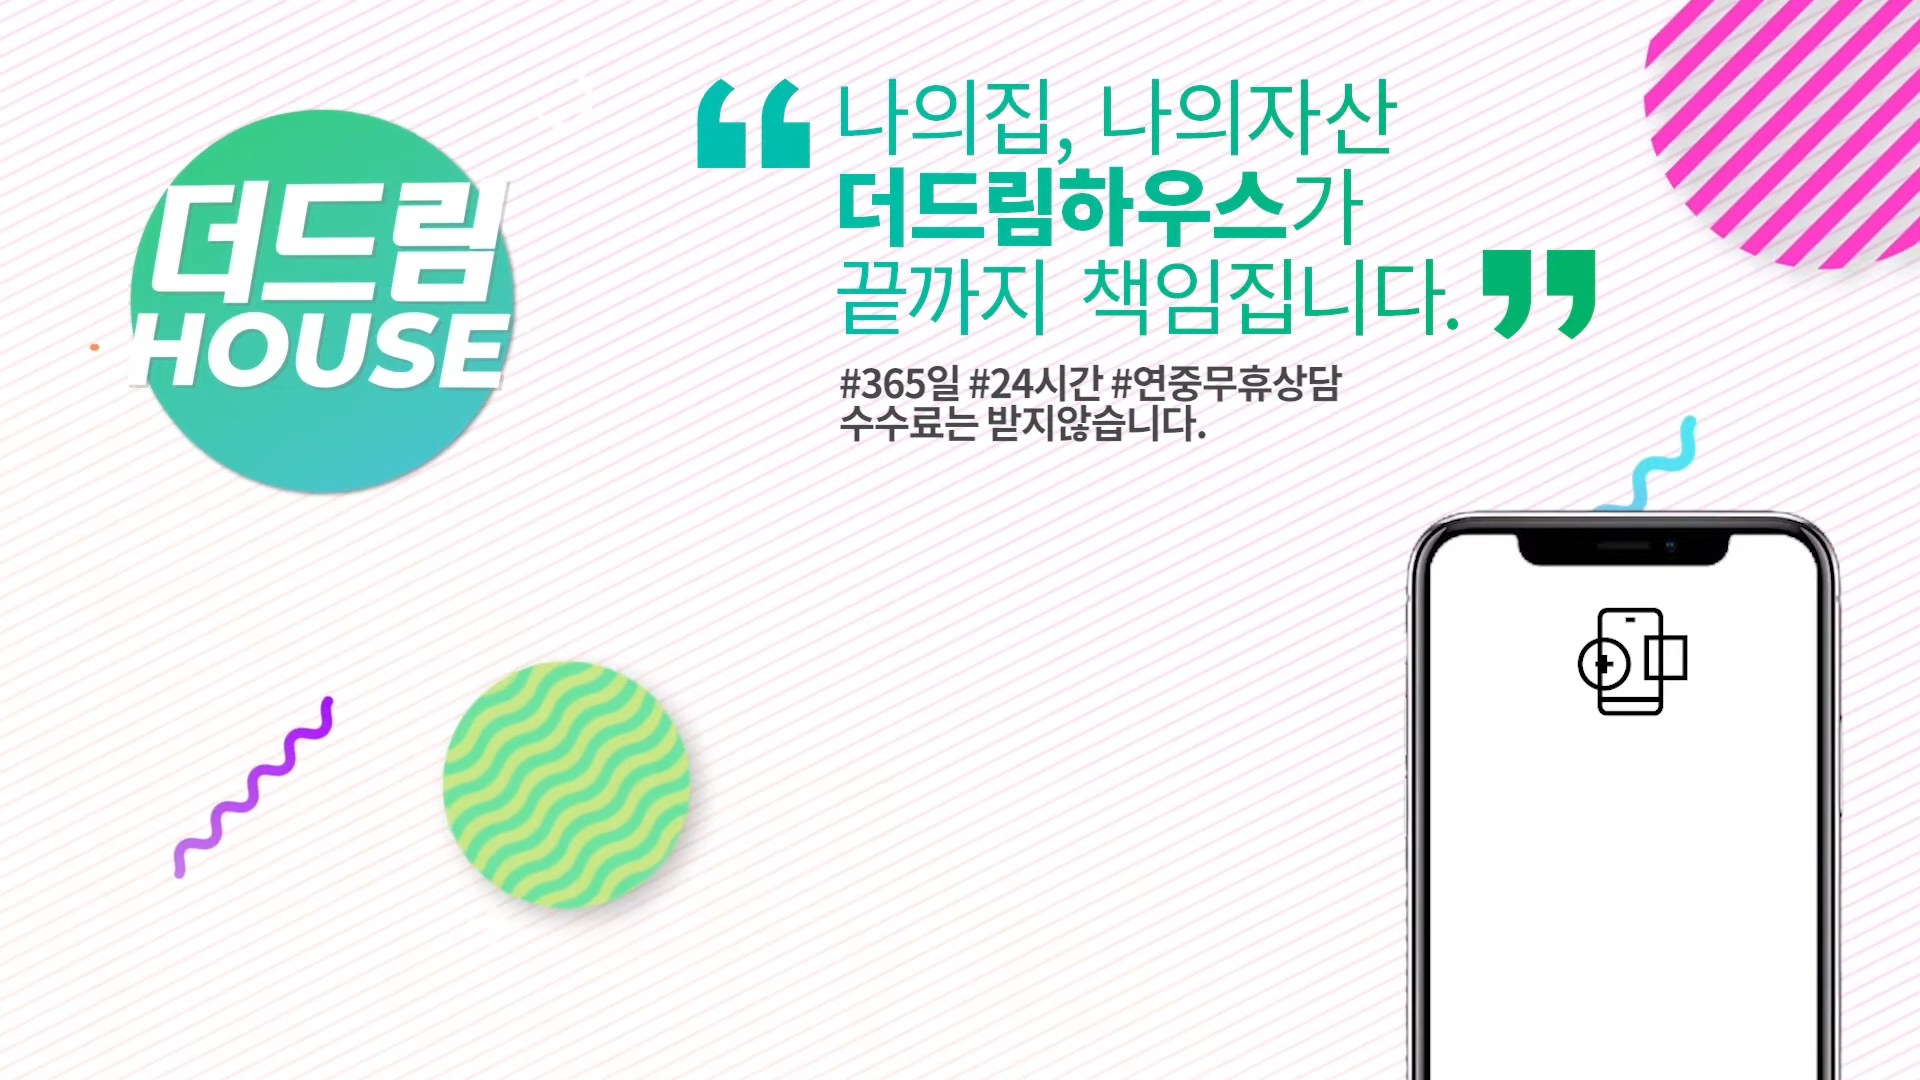 더드림
HOUSE
“나의집, 나의자산
더드림하우스가
끝까지 책임집니다.”
#365일 #24시간 #연중무휴상담
수수료는 받지않습니다.